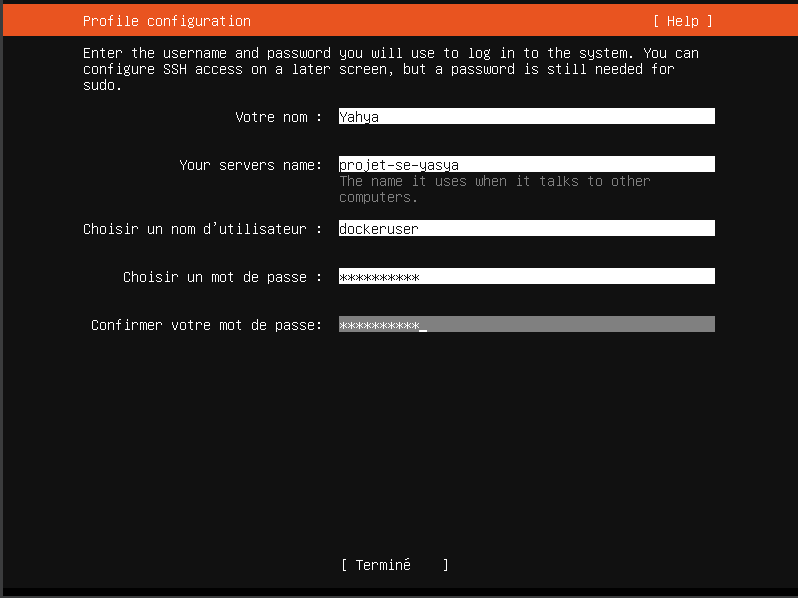 Profile configuration [ Help ]
Enter the username and password you will use to log in to the system. You can
configure SSH access on a later screen, but a password is still needed for
sudo.
Votre nom : Yahya
Your servers name: projet-se-yasya
The name it uses when it talks to other
computers.
Choisir un nom d'utilisateur : dockeruser
Choisir un mot de passe : **********
Confirmer votre mot de passe: **********_
[ Terminé ]